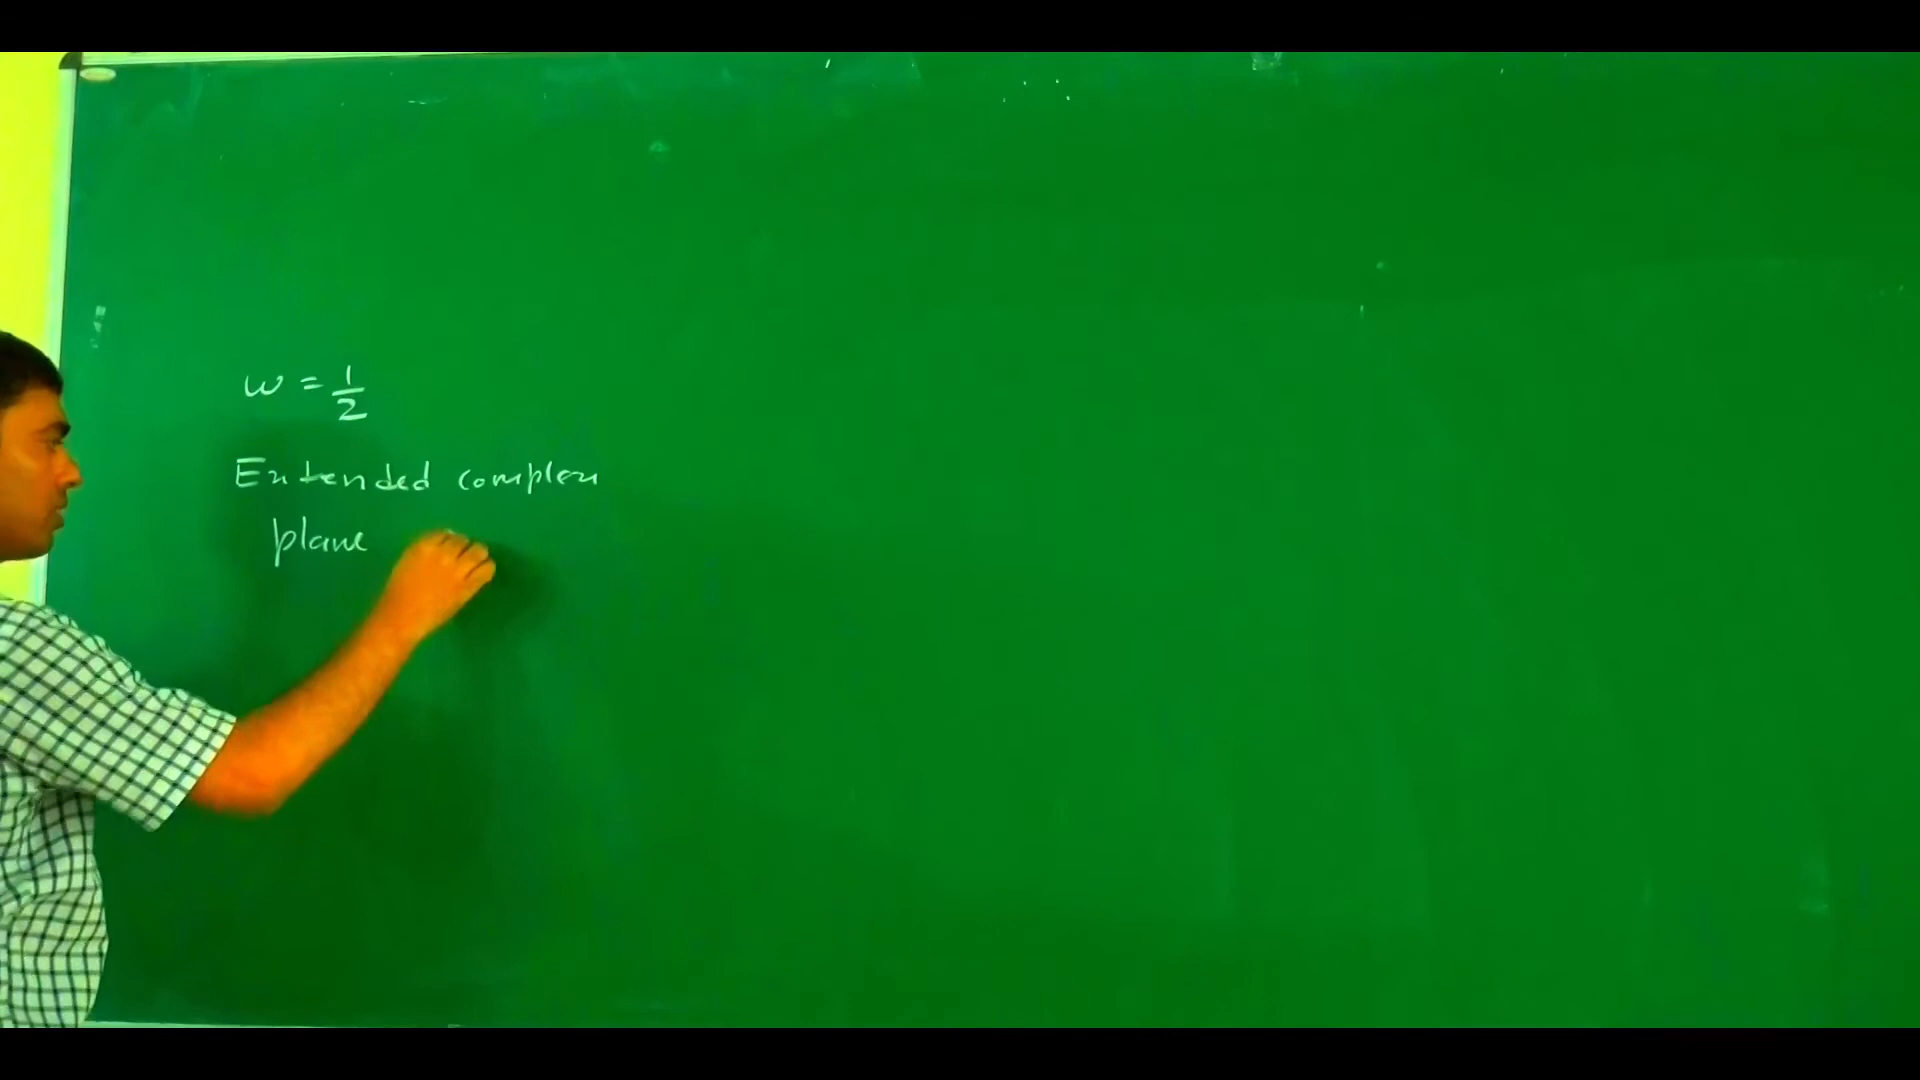 w = 1/2
Extended complex
plane